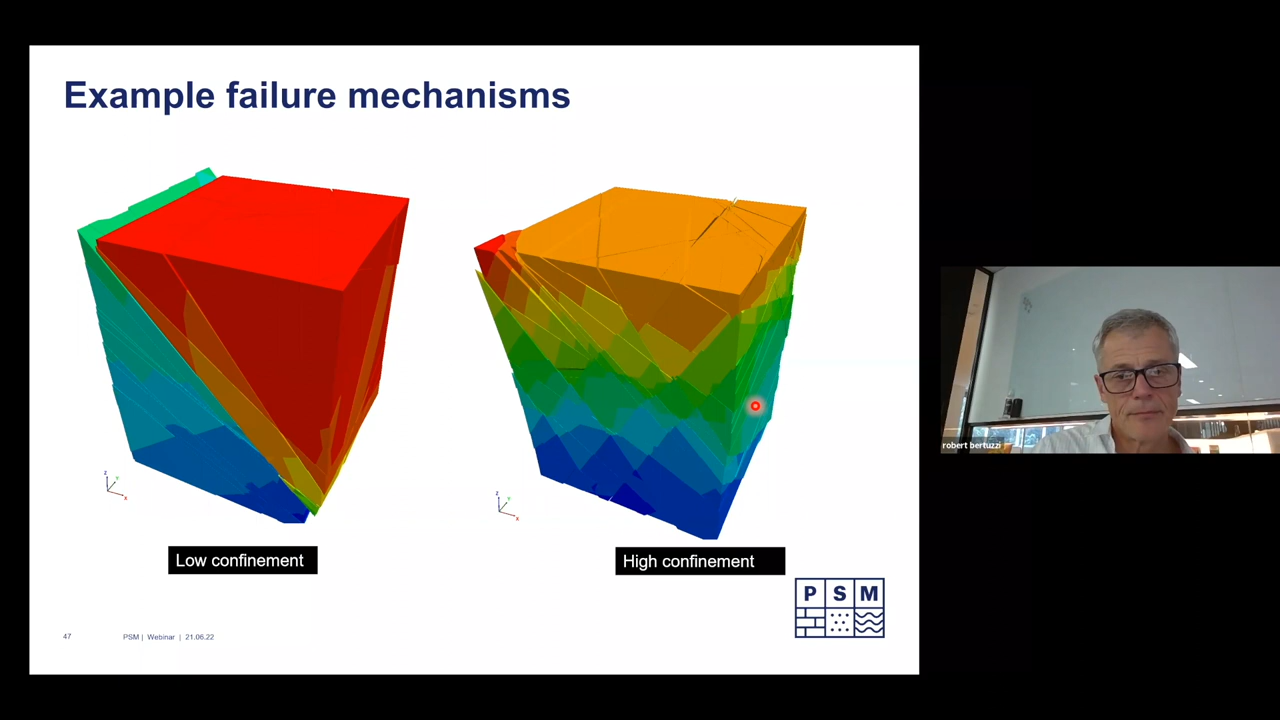 Example failure mechanisms
Low confinement
High confinement
P S M
47
PSM | Webinar | 21.06.22
robert bertuzzi